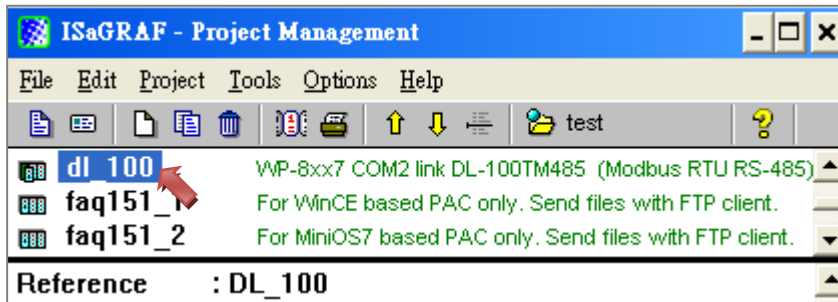 ISaGRAF - Project Management
File Edit Project Tools Options Help
test
dl_100 WP-8xx7 COM2 link DL-100TM485 (Modbus RTU RS-485)
faq151_1 For WinCE based PAC only. Send files with FTP client.
faq151_2 For MiniOS7 based PAC only. Send files with FTP client.
Reference : DL_100